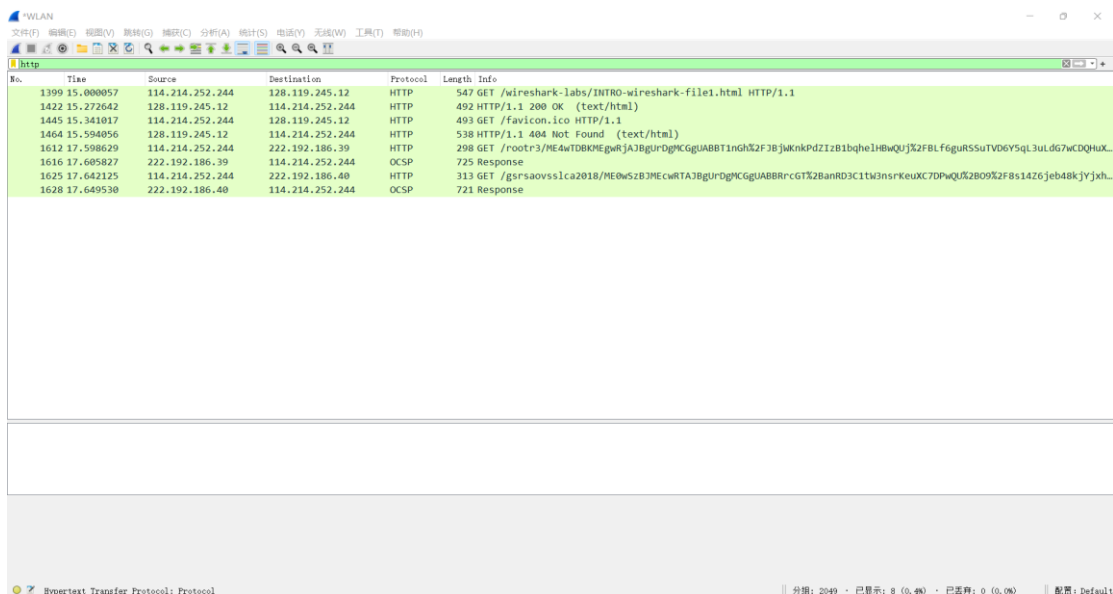 *WLAN
文件(F) 编辑(E) 视图(V) 跳转(G) 捕获(C) 分析(A) 统计(S) 电话(Y) 无线(W) 工具(T) 帮助(H)
http
No. Time Source Destination Protocol Length Info
1399 15.000057 114.214.252.244 128.119.245.12 HTTP 547 GET /wireshark-labs/INTRO-wireshark-file1.html HTTP/1.1
1422 15.272642 128.119.245.12 114.214.252.244 HTTP 492 HTTP/1.1 200 OK (text/html)
1445 15.341017 114.214.252.244 128.119.245.12 HTTP 493 GET /favicon.ico HTTP/1.1
1464 15.594056 128.119.245.12 114.214.252.244 HTTP 538 HTTP/1.1 404 Not Found (text/html)
1612 17.598629 114.214.252.244 222.192.186.39 HTTP 298 GET /rootr3/ME4wTDBKMEgwRjAJBgUrDgMCGgUABBT1nGh%2FJBjWKnkPdZIzB1bqhelHBwQUj%2FBLf6guRSSuTVD6Y5qL3uLdG7wCDQHuX…
1616 17.605827 222.192.186.39 114.214.252.244 OCSP 725 Response
1625 17.642125 114.214.252.244 222.192.186.40 HTTP 313 GET /gsrsaovsslca2018/ME0wSzBJMEcwRTAJBgUrDgMCGgUABBRrcGT%2BanRD3C1tW3nsrKeuXC7DPwQU%2BO9%2F8s14Z6jeb48kjYjxh…
1628 17.649530 222.192.186.40 114.214.252.244 OCSP 721 Response
Hypertext Transfer Protocol: Protocol
分组: 2049 · 已显示: 8 (0.4%) · 已丢弃: 0 (0.0%)
配置: Default